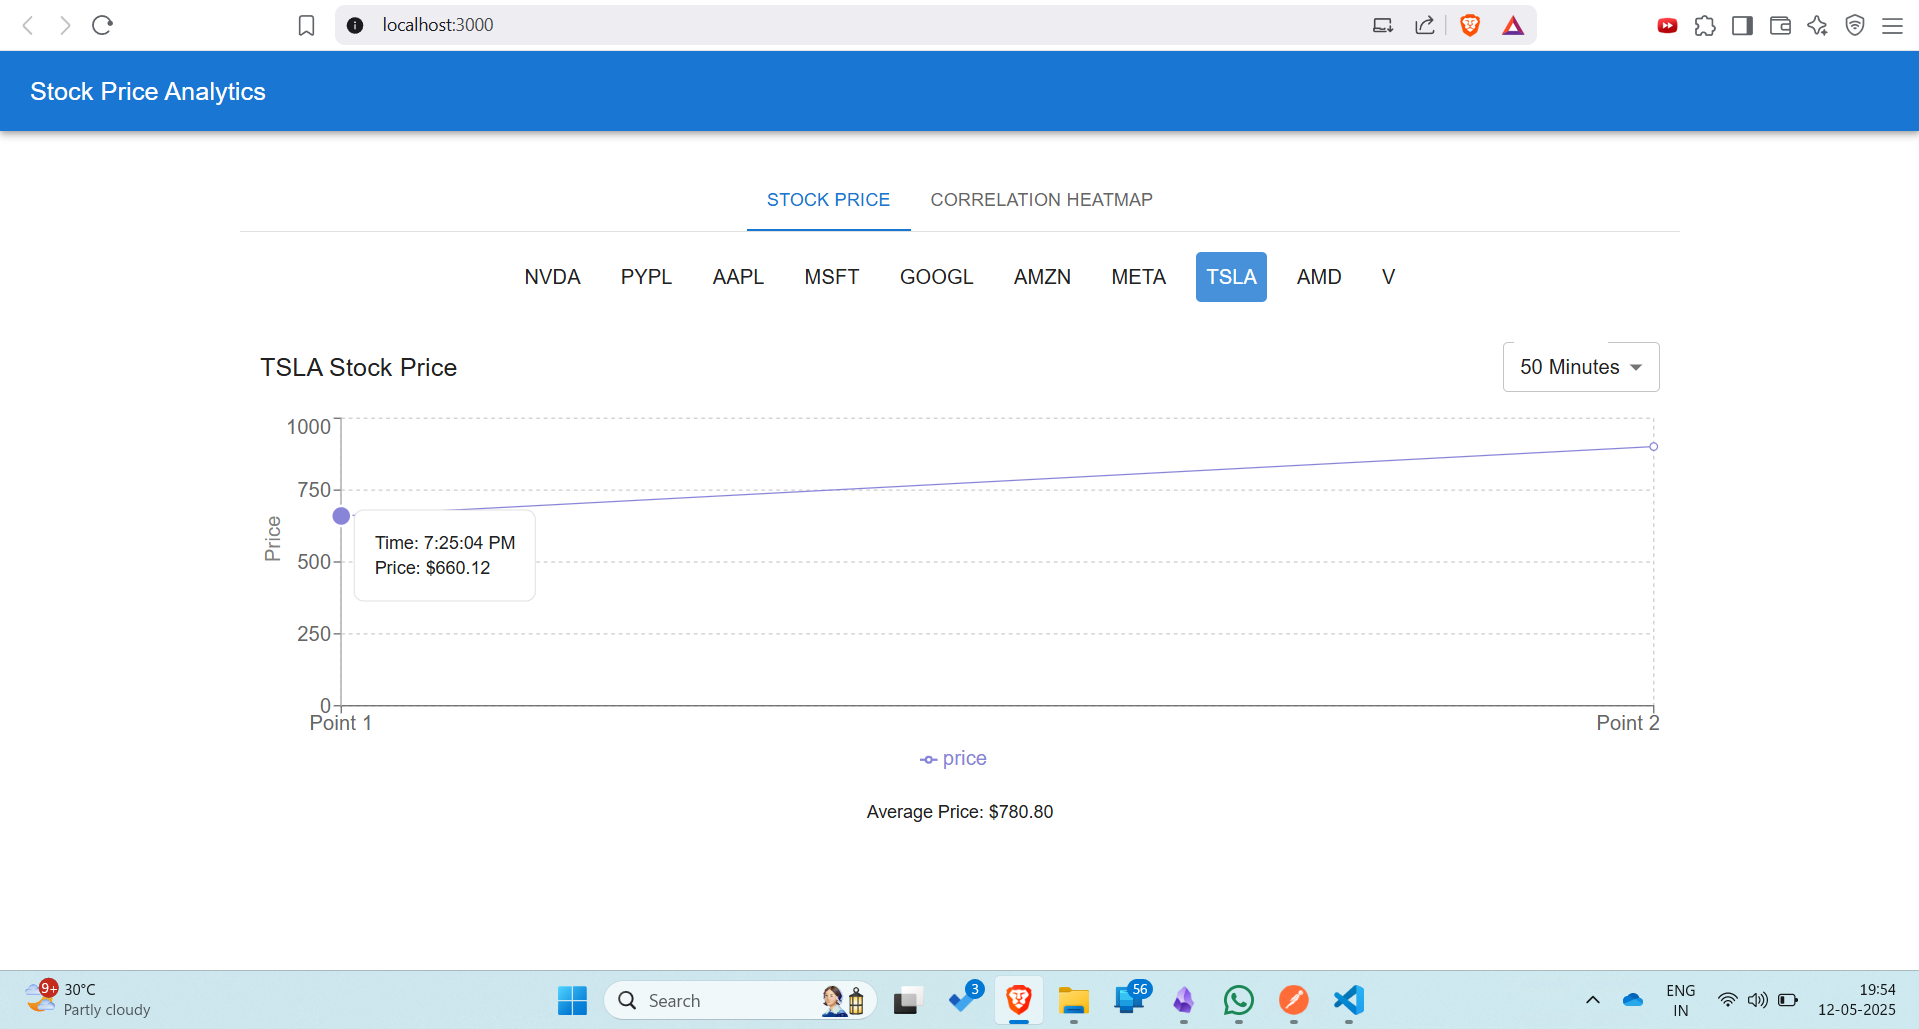 localhost:3000
Stock Price Analytics
STOCK PRICE CORRELATION HEATMAP
NVDA PYPL AAPL MSFT GOOGL AMZN META TSLA AMD V
TSLA Stock Price
50 Minutes
1000
750
500
250
0
Price
Time: 7:25:04 PM
Price: $660.12
Point 1
Point 2
price
Average Price: $780.80
9+
30°C
Partly cloudy
Search
3
56
ENG
IN
19:54
12-05-2025